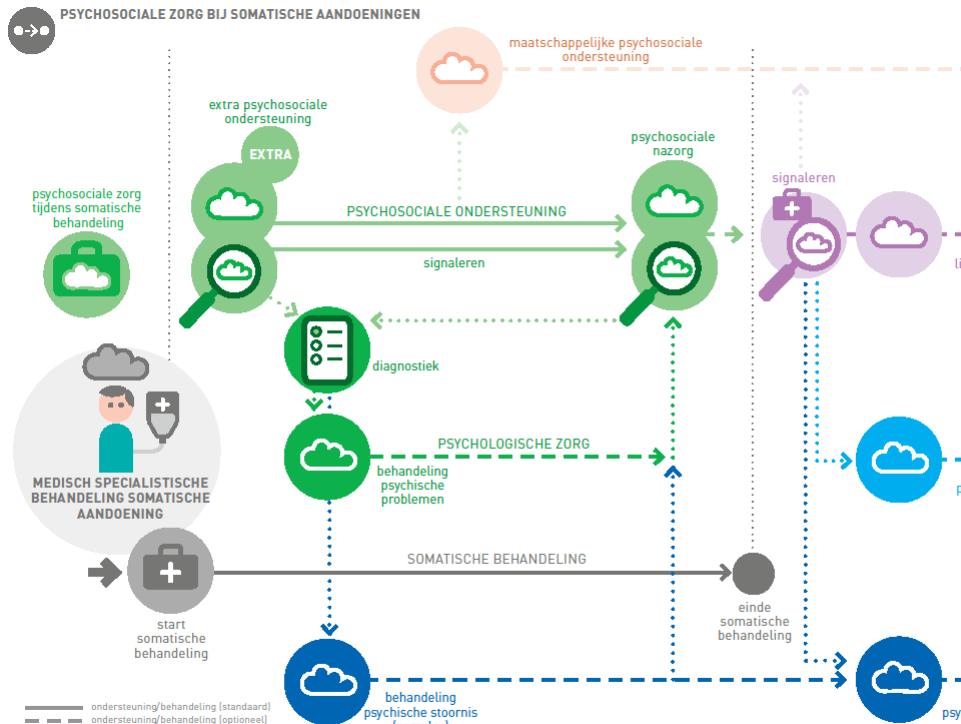 PSYCHOSOCIALE ZORG BIJ SOMATISCHE AANDOENINGEN
maatschappelijke psychosociale
ondersteuning
extra psychosociale
ondersteuning
EXTRA
psychosociale
nazorg
psychosociale zorg
tijdens somatische
behandeling
signaleren
PSYCHOSOCIALE ONDERSTEUNING
signaleren
diagnostiek
PSYCHOLOGISCHE ZORG
behandeling
psychische
problemen
MEDISCH SPECIALISTISCHE
BEHANDELING SOMATISCHE
AANDOENING
SOMATISCHE BEHANDELING
start
somatische
behandeling
einde
somatische
behandeling
behandeling
psychische stoornis
ondersteuning/behandeling (standaard)
ondersteuning/behandeling (optioneel)